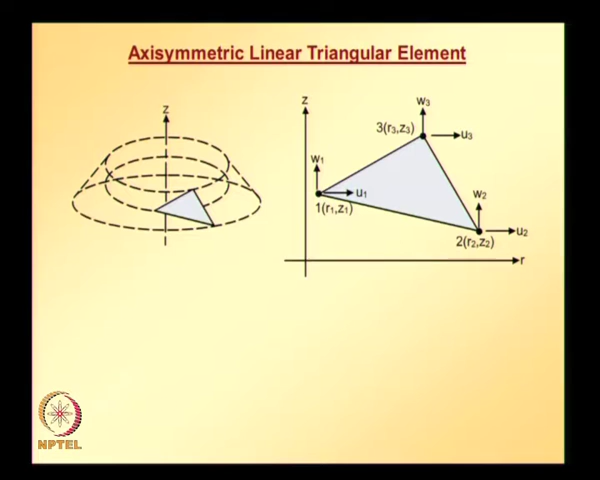 Axisymmetric Linear Triangular Element
z
z
w₃
3(r₃,z₃)
u₃
w₁
u₁
1(r₁,z₁)
w₂
u₂
2(r₂,z₂)
r
NPTEL